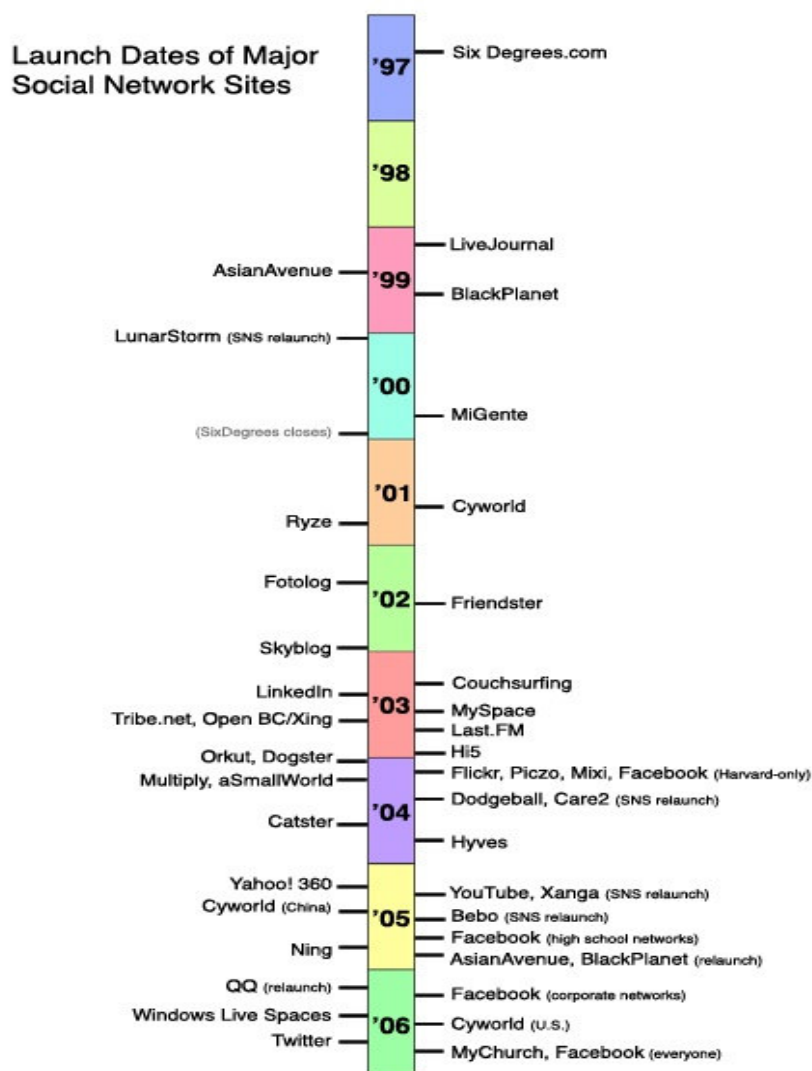 Launch Dates of Major
Social Network Sites
'97
Six Degrees.com
'98
LiveJournal
AsianAvenue
'99
BlackPlanet
LunarStorm (SNS relaunch)
'00
MiGente
(SixDegrees closes)
'01
Cyworld
Ryze
Fotolog
'02
Friendster
Skyblog
Couchsurfing
LinkedIn
'03
MySpace
Tribe.net, Open BC/Xing
Last.FM
Hi5
Orkut, Dogster
Flickr, Piczo, Mixi, Facebook (Harvard-only)
Multiply, aSmallWorld
Dodgeball, Care2 (SNS relaunch)
'04
Catster
Hyves
Yahoo! 360
YouTube, Xanga (SNS relaunch)
Cyworld (China)
'05
Bebo (SNS relaunch)
Facebook (high school networks)
Ning
AsianAvenue, BlackPlanet (relaunch)
QQ (relaunch)
Facebook (corporate networks)
Windows Live Spaces
'06
Cyworld (U.S.)
Twitter
MyChurch, Facebook (everyone)